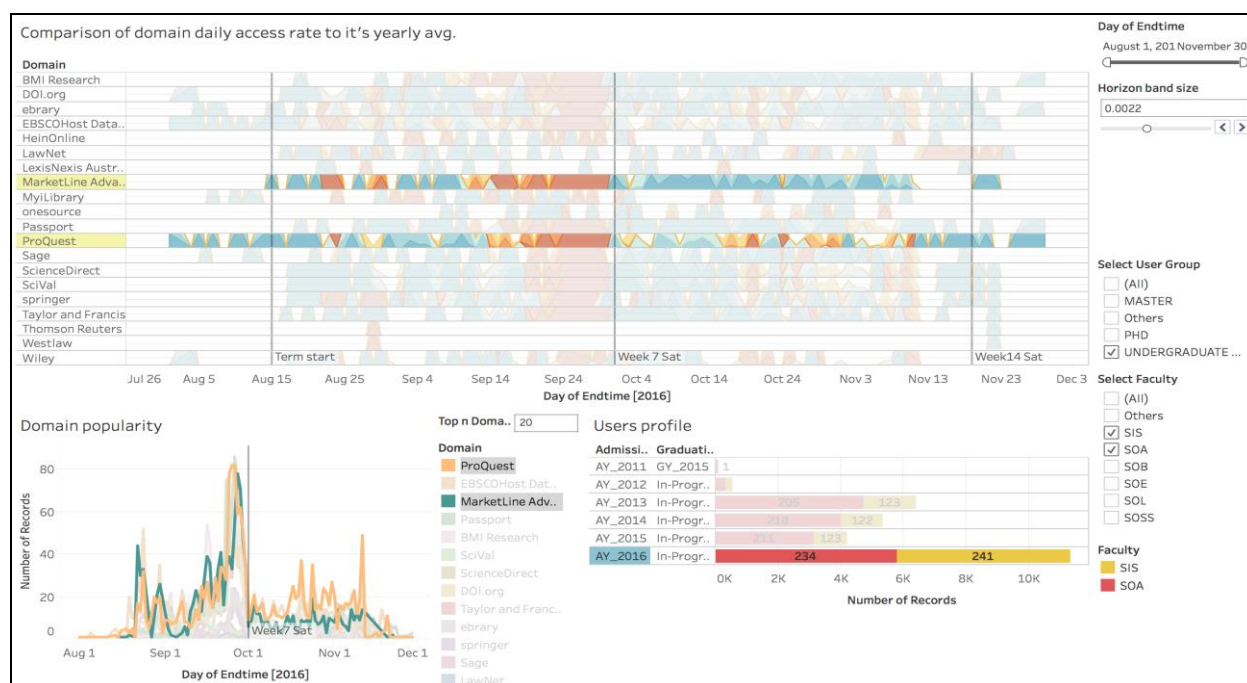 Comparison of domain daily access rate to it's yearly avg.
Domain
BMI Research
DOI.org
ebrary
EBSCOHost Data..
HeinOnline
LawNet
LexisNexis Austr..
MarketLine Adva..
MyiLibrary
onesource
Passport
ProQuest
Sage
ScienceDirect
SciVal
springer
Taylor and Francis
Thomson Reuters
Westlaw
Wiley
Term start
Week 7 Sat
Week14 Sat
Jul 26 Aug 5 Aug 15 Aug 25 Sep 4 Sep 14 Sep 24 Oct 4 Oct 14 Oct 24 Nov 3 Nov 13 Nov 23 Dec 3
Day of Endtime [2016]
Day of Endtime
August 1, 201 November 30
Horizon band size
0.0022
Select User Group
(All)
MASTER
Others
PHD
UNDERGRADUATE ...
Select Faculty
(All)
Others
SIS
SOA
SOB
SOE
SOL
SOSS
Faculty
SIS
SOA
Domain popularity
Number of Records
80
60
40
20
0
Week7 Sat
Aug 1 Sep 1 Oct 1 Nov 1 Dec 1
Day of Endtime [2016]
Top n Doma.. 20
Domain
ProQuest
EBSCOHost Dat..
MarketLine Adv..
Passport
BMI Research
SciVal
ScienceDirect
DOI.org
Taylor and Franc..
ebrary
springer
Sage
LawNet
Users profile
Admissi.. Graduati..
AY_2011 GY_2015 1
AY_2012 In-Progr..
AY_2013 In-Progr.. 123
AY_2014 In-Progr.. 218 122
AY_2015 In-Progr.. 211 123
AY_2016 In-Progr.. 234 241
0K 2K 4K 6K 8K 10K
Number of Records